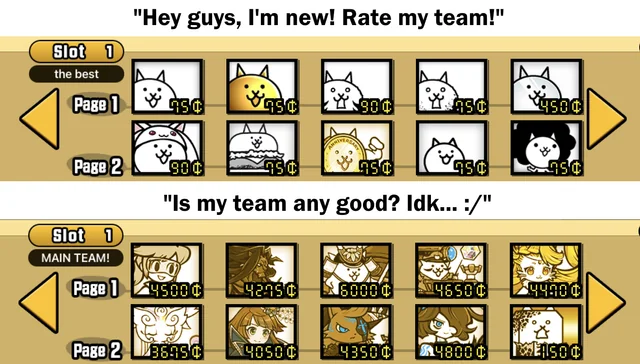 "Hey guys, I'm new! Rate my team!"
Slot 1
the best
Page 1
75¢ 75¢ 90¢ 75¢ 450¢
Page 2
90¢ 75¢ 75¢ 75¢ 75¢
"Is my team any good? Idk... :/"
Slot 1
MAIN TEAM!
Page 1
4500¢ 4275¢ 6000¢ 4650¢ 4470¢
Page 2
3675¢ 4050¢ 4350¢ 4800¢ 150¢